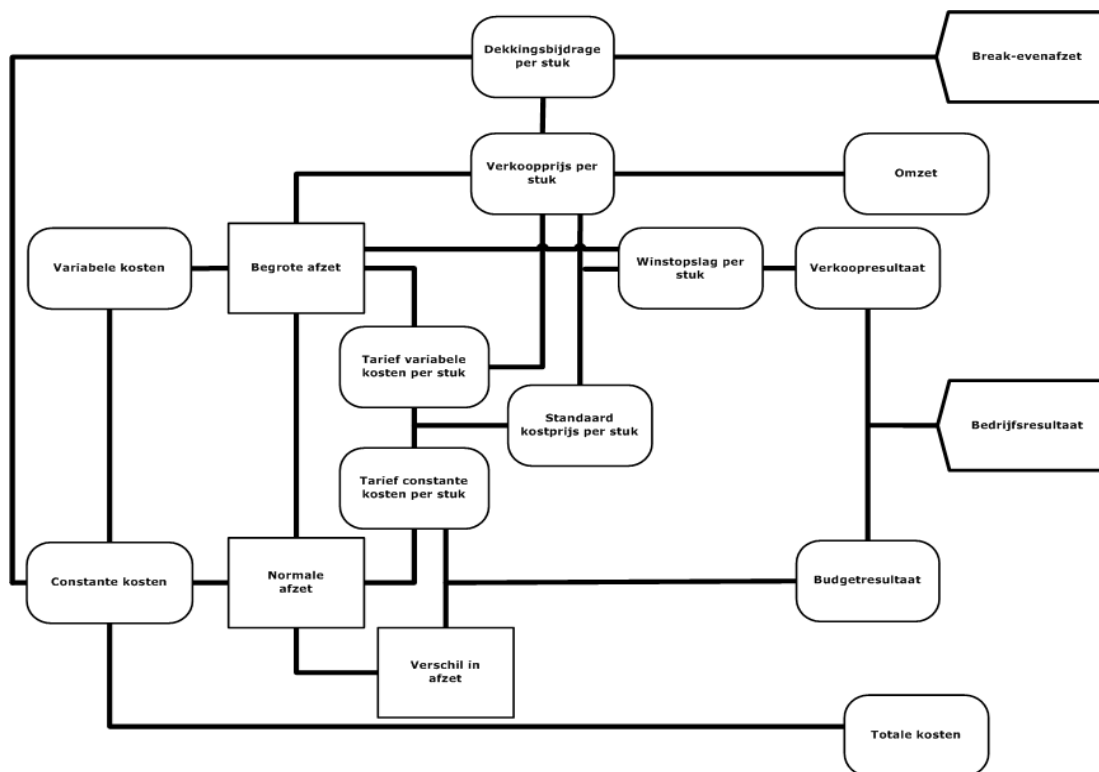 Dekkingsbijdrage
per stuk
Break-evenafzet
Verkoopprijs per
stuk
Omzet
Variabele kosten
Begrote afzet
Winstopslag per
stuk
Verkoopresultaat
Tarief variabele
kosten per stuk
Standaard
kostprijs per stuk
Bedrijfsresultaat
Tarief constante
kosten per stuk
Constante kosten
Normale
afzet
Budgetresultaat
Verschil in
afzet
Totale kosten